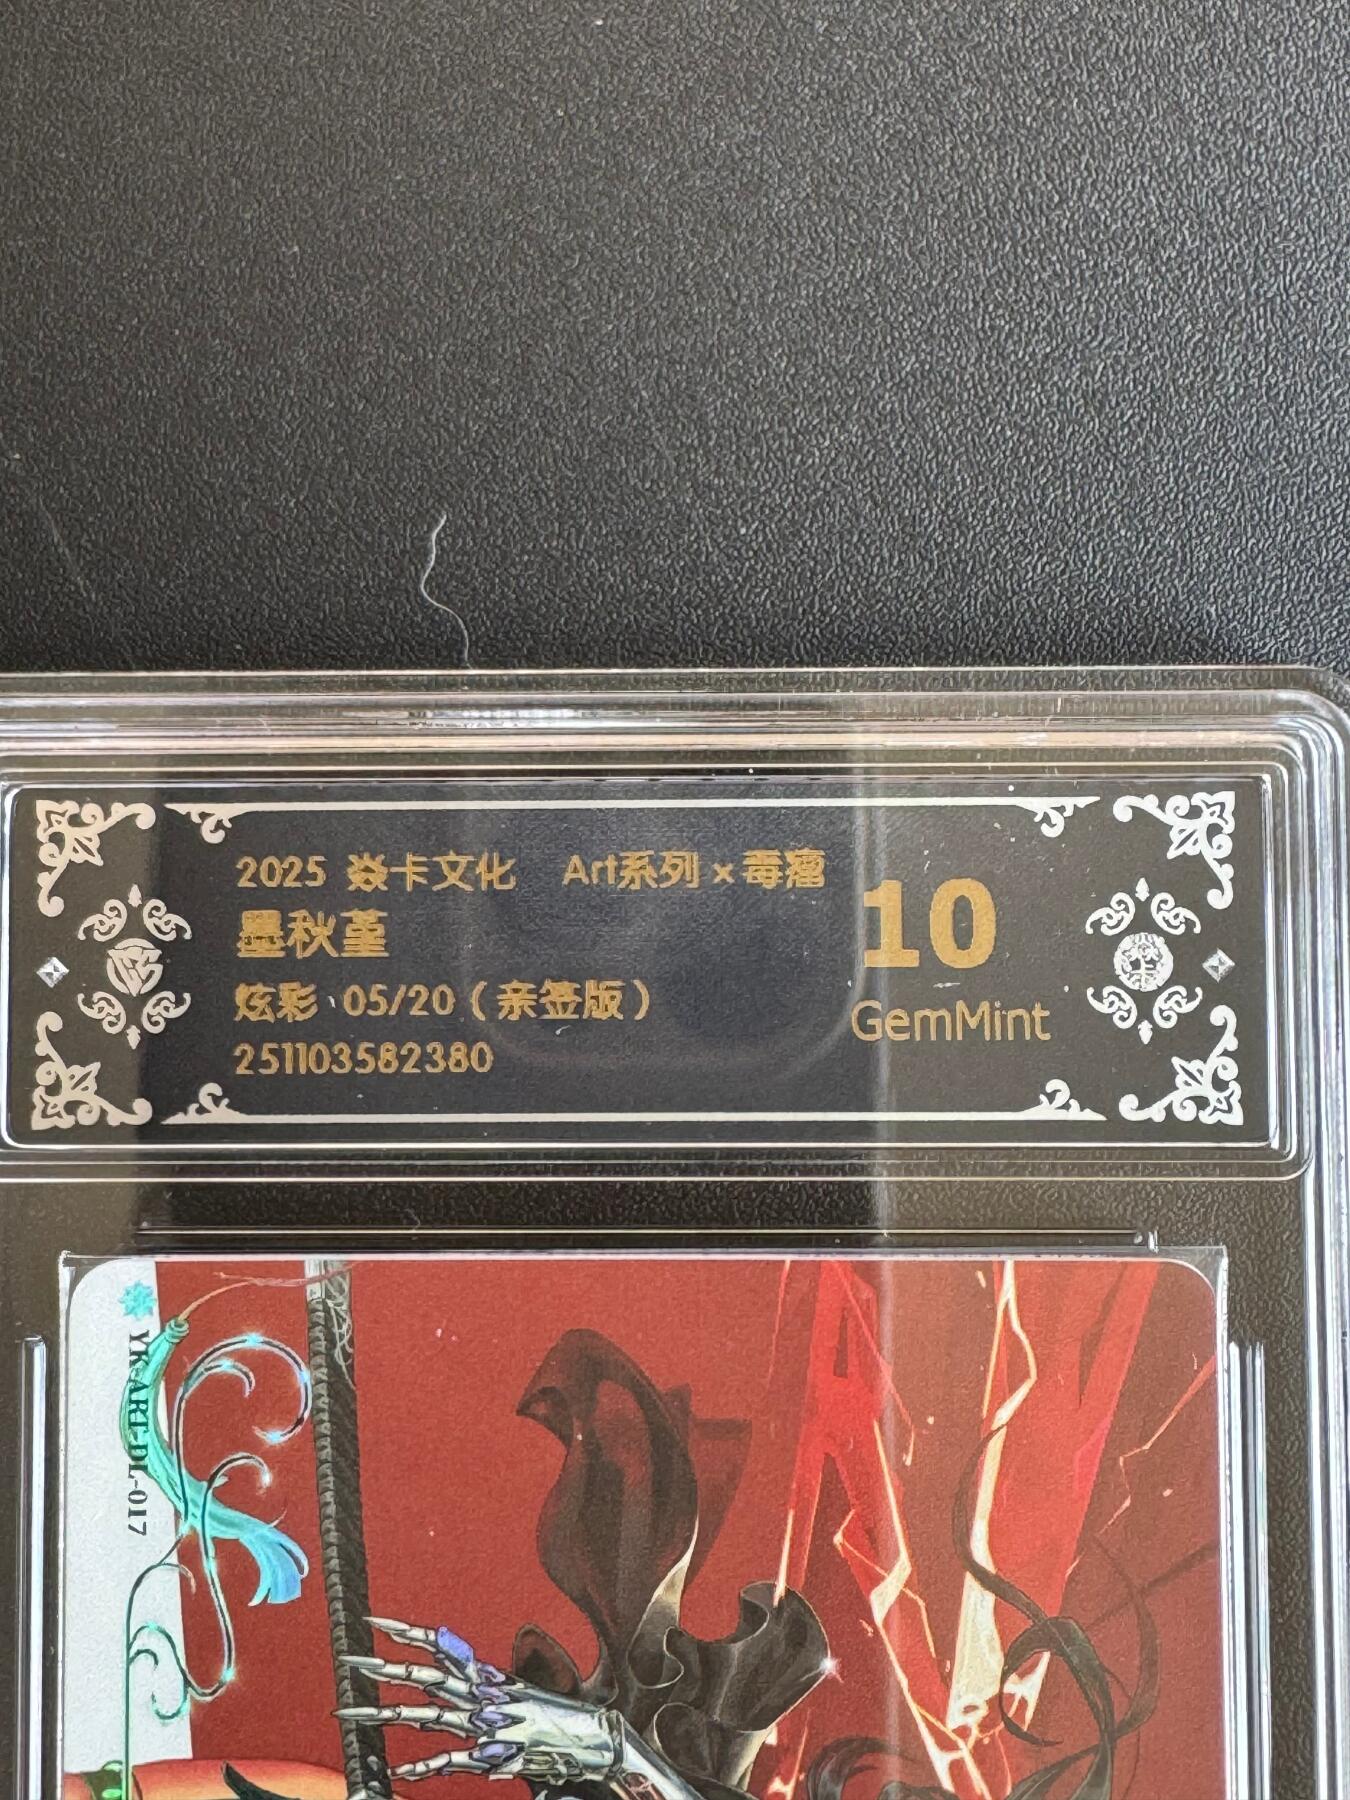 2025 焱卡文化 Art系列 x 毒瘤
墨秋堇
炫彩 05/20（亲签版）
251103582380
10
GemMint
YK-ART-DL-017